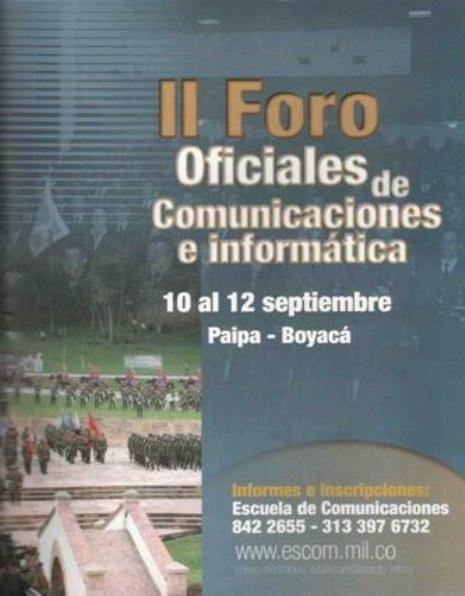 II Foro
Oficiales de
Comunicaciones
e informática
10 al 12 septiembre
Paipa - Boyacá
Informes e Inscripciones:
Escuela de Comunicaciones
842 2655 - 313 397 6732
www.escom.mil.co